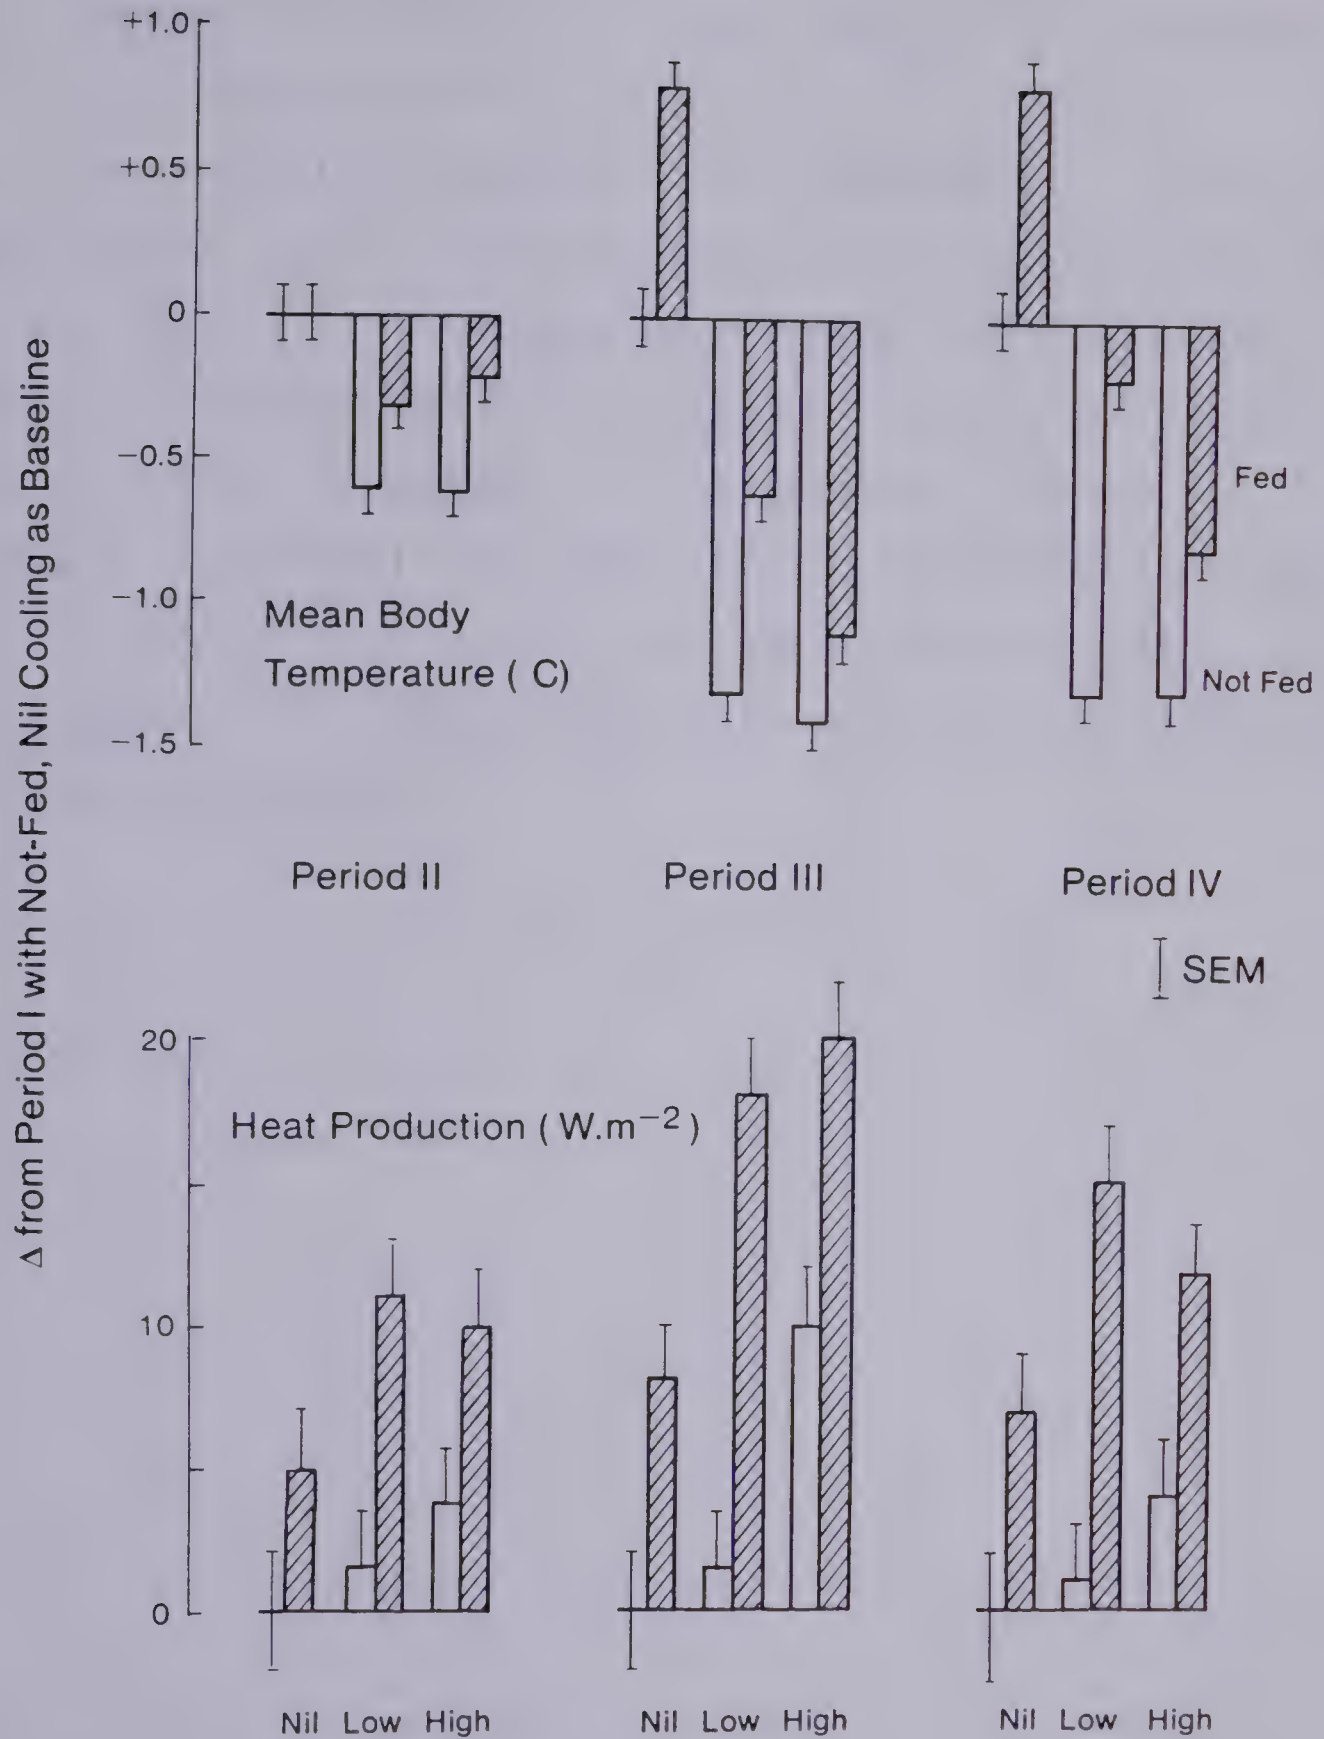 Δ from Period I with Not-Fed, Nil Cooling as Baseline
+1.0
+0.5
0
−0.5
−1.0
−1.5
Mean Body
Temperature ( C)
Fed
Not Fed
Period II
Period III
Period IV
SEM
20
10
0
Heat Production ( W.m−2)
Nil Low High
Nil Low High
Nil Low High